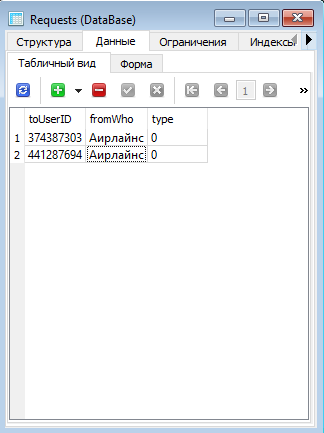 Requests (DataBase)
Структура Данные Ограничения Индексы
Табличный вид Форма
1
toUserID fromWho type
1 374387303 Аирлайнс 0
2 441287694 Аирлайнс 0